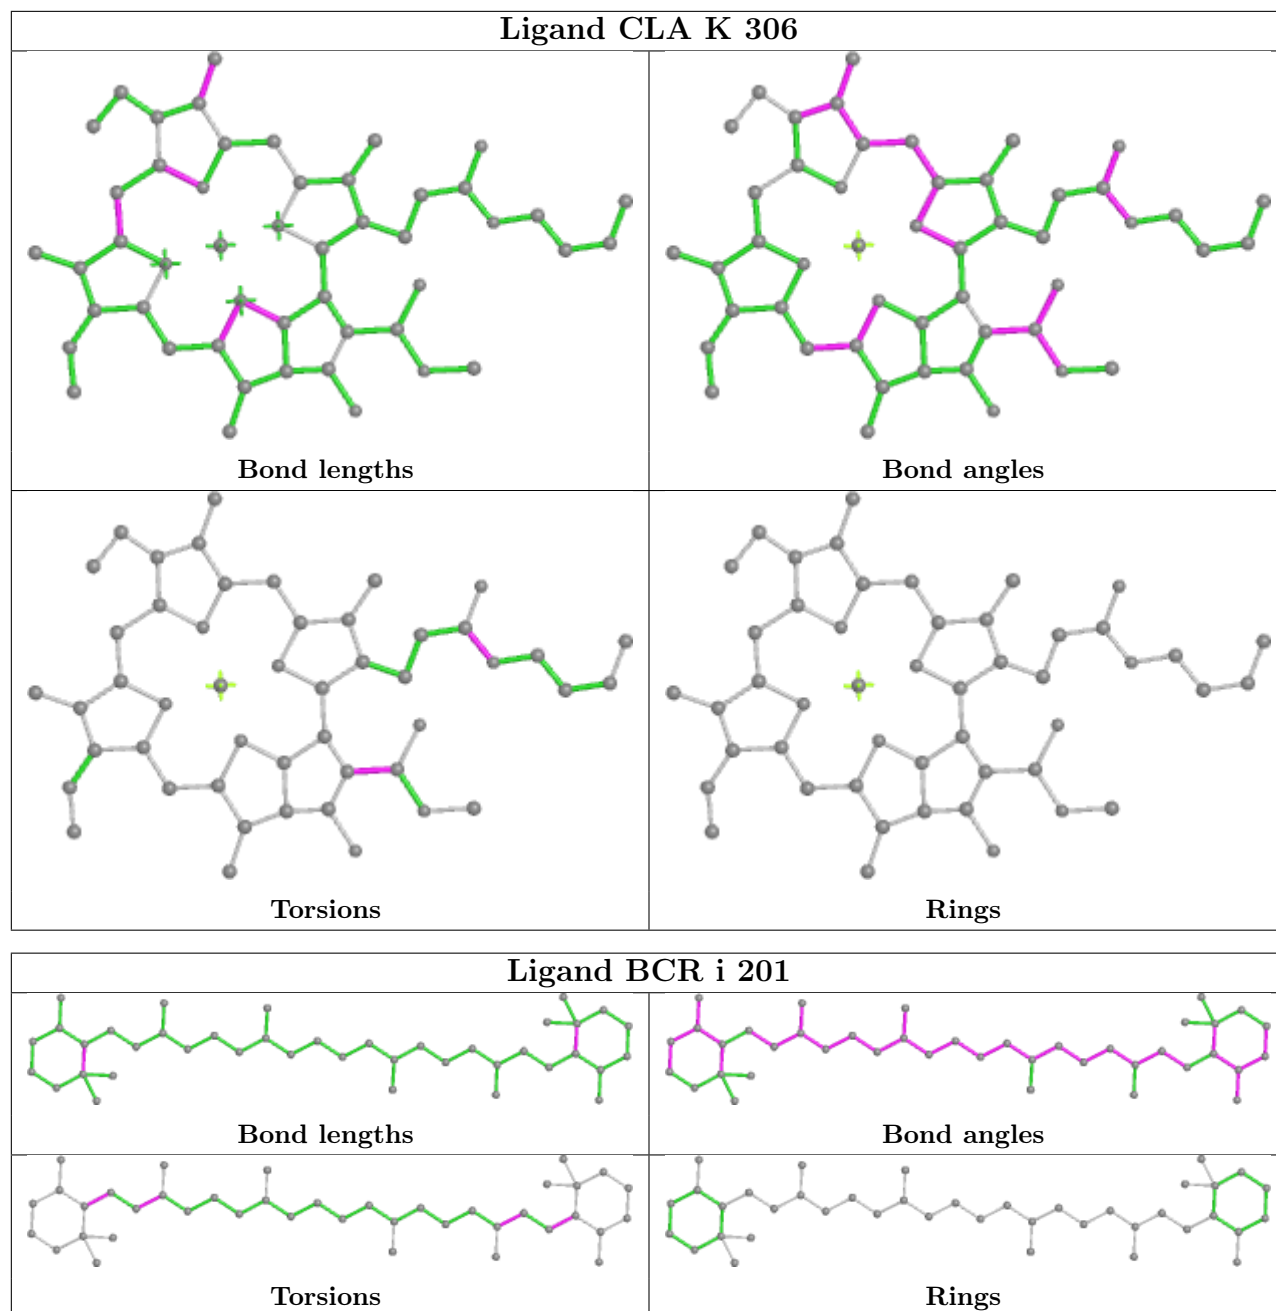 Ligand CLA K 306
Bond lengths
Bond angles
Torsions
Rings
Ligand BCR i 201
Bond lengths
Bond angles
Torsions
Rings